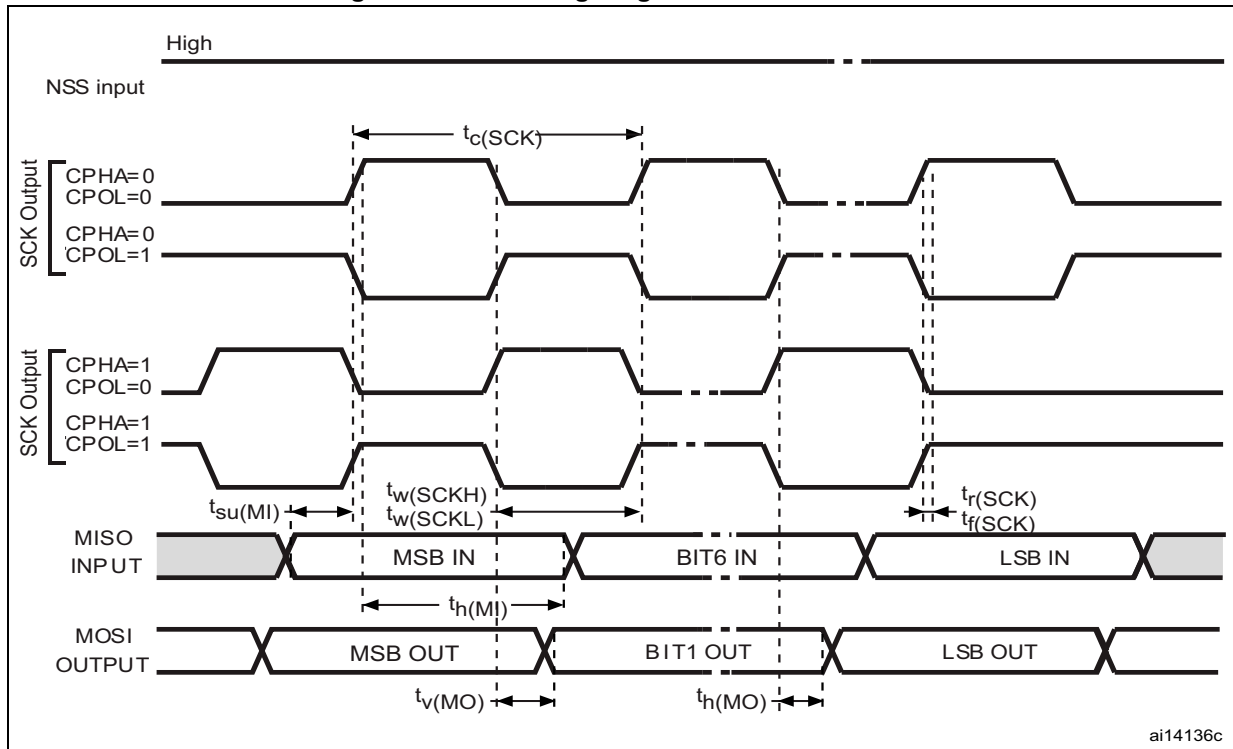 High
NSS input
tc(SCK)
SCK Output
CPHA=0
CPOL=0
CPHA=0
CPOL=1
SCK Output
CPHA=1
CPOL=0
CPHA=1
CPOL=1
tsu(MI)
tw(SCKH)
tw(SCKL)
tr(SCK)
tf(SCK)
MISO
INPUT
MSB IN
BIT6 IN
LSB IN
th(MI)
MOSI
OUTPUT
MSB OUT
BIT1 OUT
LSB OUT
tv(MO)
th(MO)
ai14136c